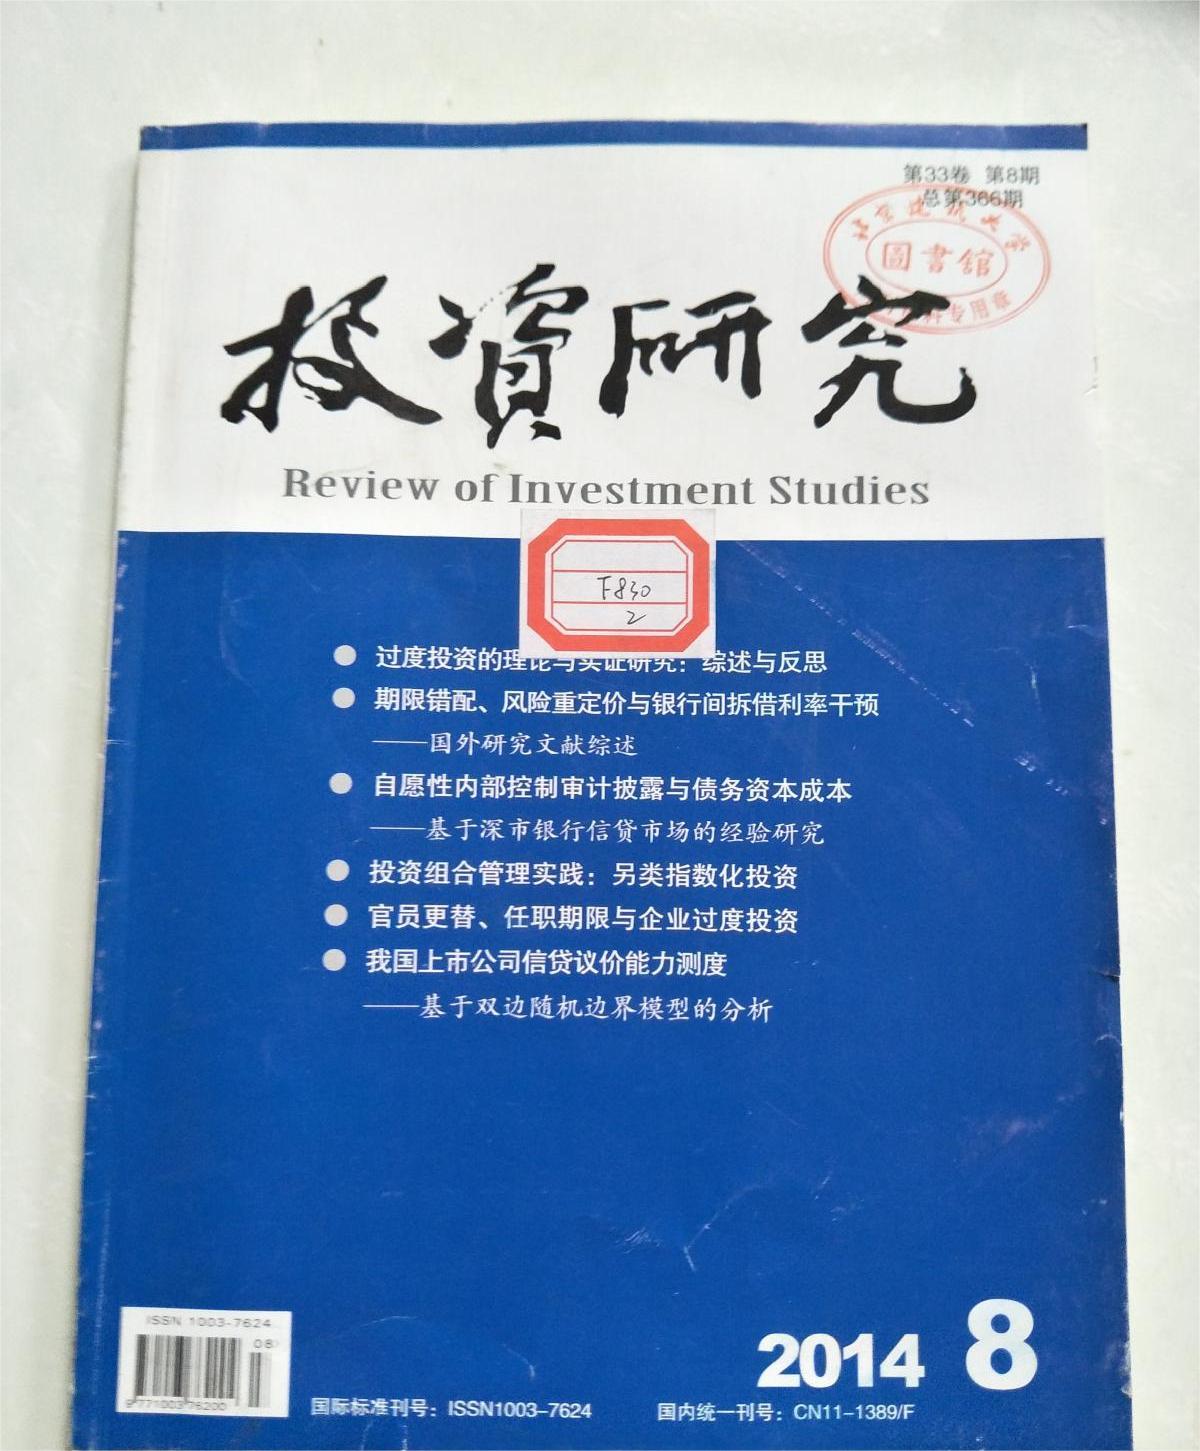 第33卷 第8期
总第366期
圖書館
专用章
投資研究
Review of Investment Studies
F830
2
过度投资的理论与实证研究：综述与反思
期限错配、风险重定价与银行间拆借利率干预
——国外研究文献综述
自愿性内部控制审计披露与债务资本成本
——基于深市银行信贷市场的经验研究
投资组合管理实践：另类指数化投资
官员更替、任职期限与企业过度投资
我国上市公司信贷议价能力测度
——基于双边随机边界模型的分析
ISSN 1003-7624
08>
9 771003 76200
2014 8
国际标准刊号：ISSN1003-7624 国内统一刊号：CN11-1389/F